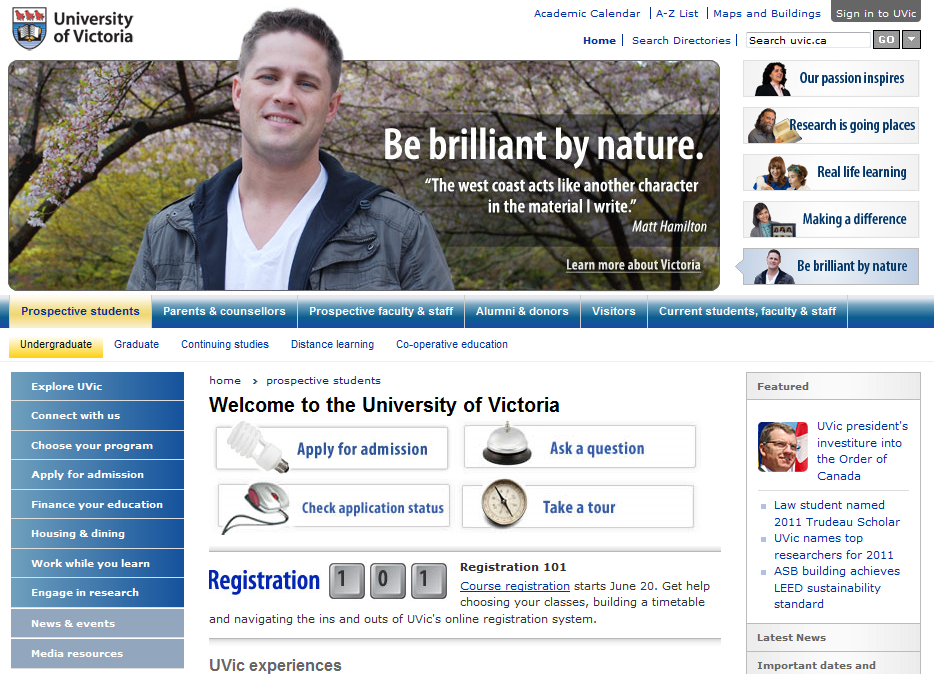 University
of Victoria
Academic Calendar
A-Z List
Maps and Buildings
Sign in to UVic
Home
Search Directories
Search uvic.ca
GO
Be brilliant by nature.
“The west coast acts like another character
in the material I write.”
Matt Hamilton
Learn more about Victoria
Our passion inspires
Research is going places
Real life learning
Making a difference
Be brilliant by nature
Prospective students
Parents & counsellors
Prospective faculty & staff
Alumni & donors
Visitors
Current students, faculty & staff
Undergraduate
Graduate
Continuing studies
Distance learning
Co-operative education
Explore UVic
Connect with us
Choose your program
Apply for admission
Finance your education
Housing & dining
Work while you learn
Engage in research
News & events
Media resources
home › prospective students
Welcome to the University of Victoria
Apply for admission
Ask a question
Check application status
Take a tour
Registration 1 0 1
Registration 101
Course registration starts June 20. Get help
choosing your classes, building a timetable
and navigating the ins and outs of UVic's online registration system.
UVic experiences
Featured
UVic president's
investiture into
the Order of
Canada
Law student named
2011 Trudeau Scholar
UVic names top
researchers for 2011
ASB building achieves
LEED sustainability
standard
Latest News
Important dates and